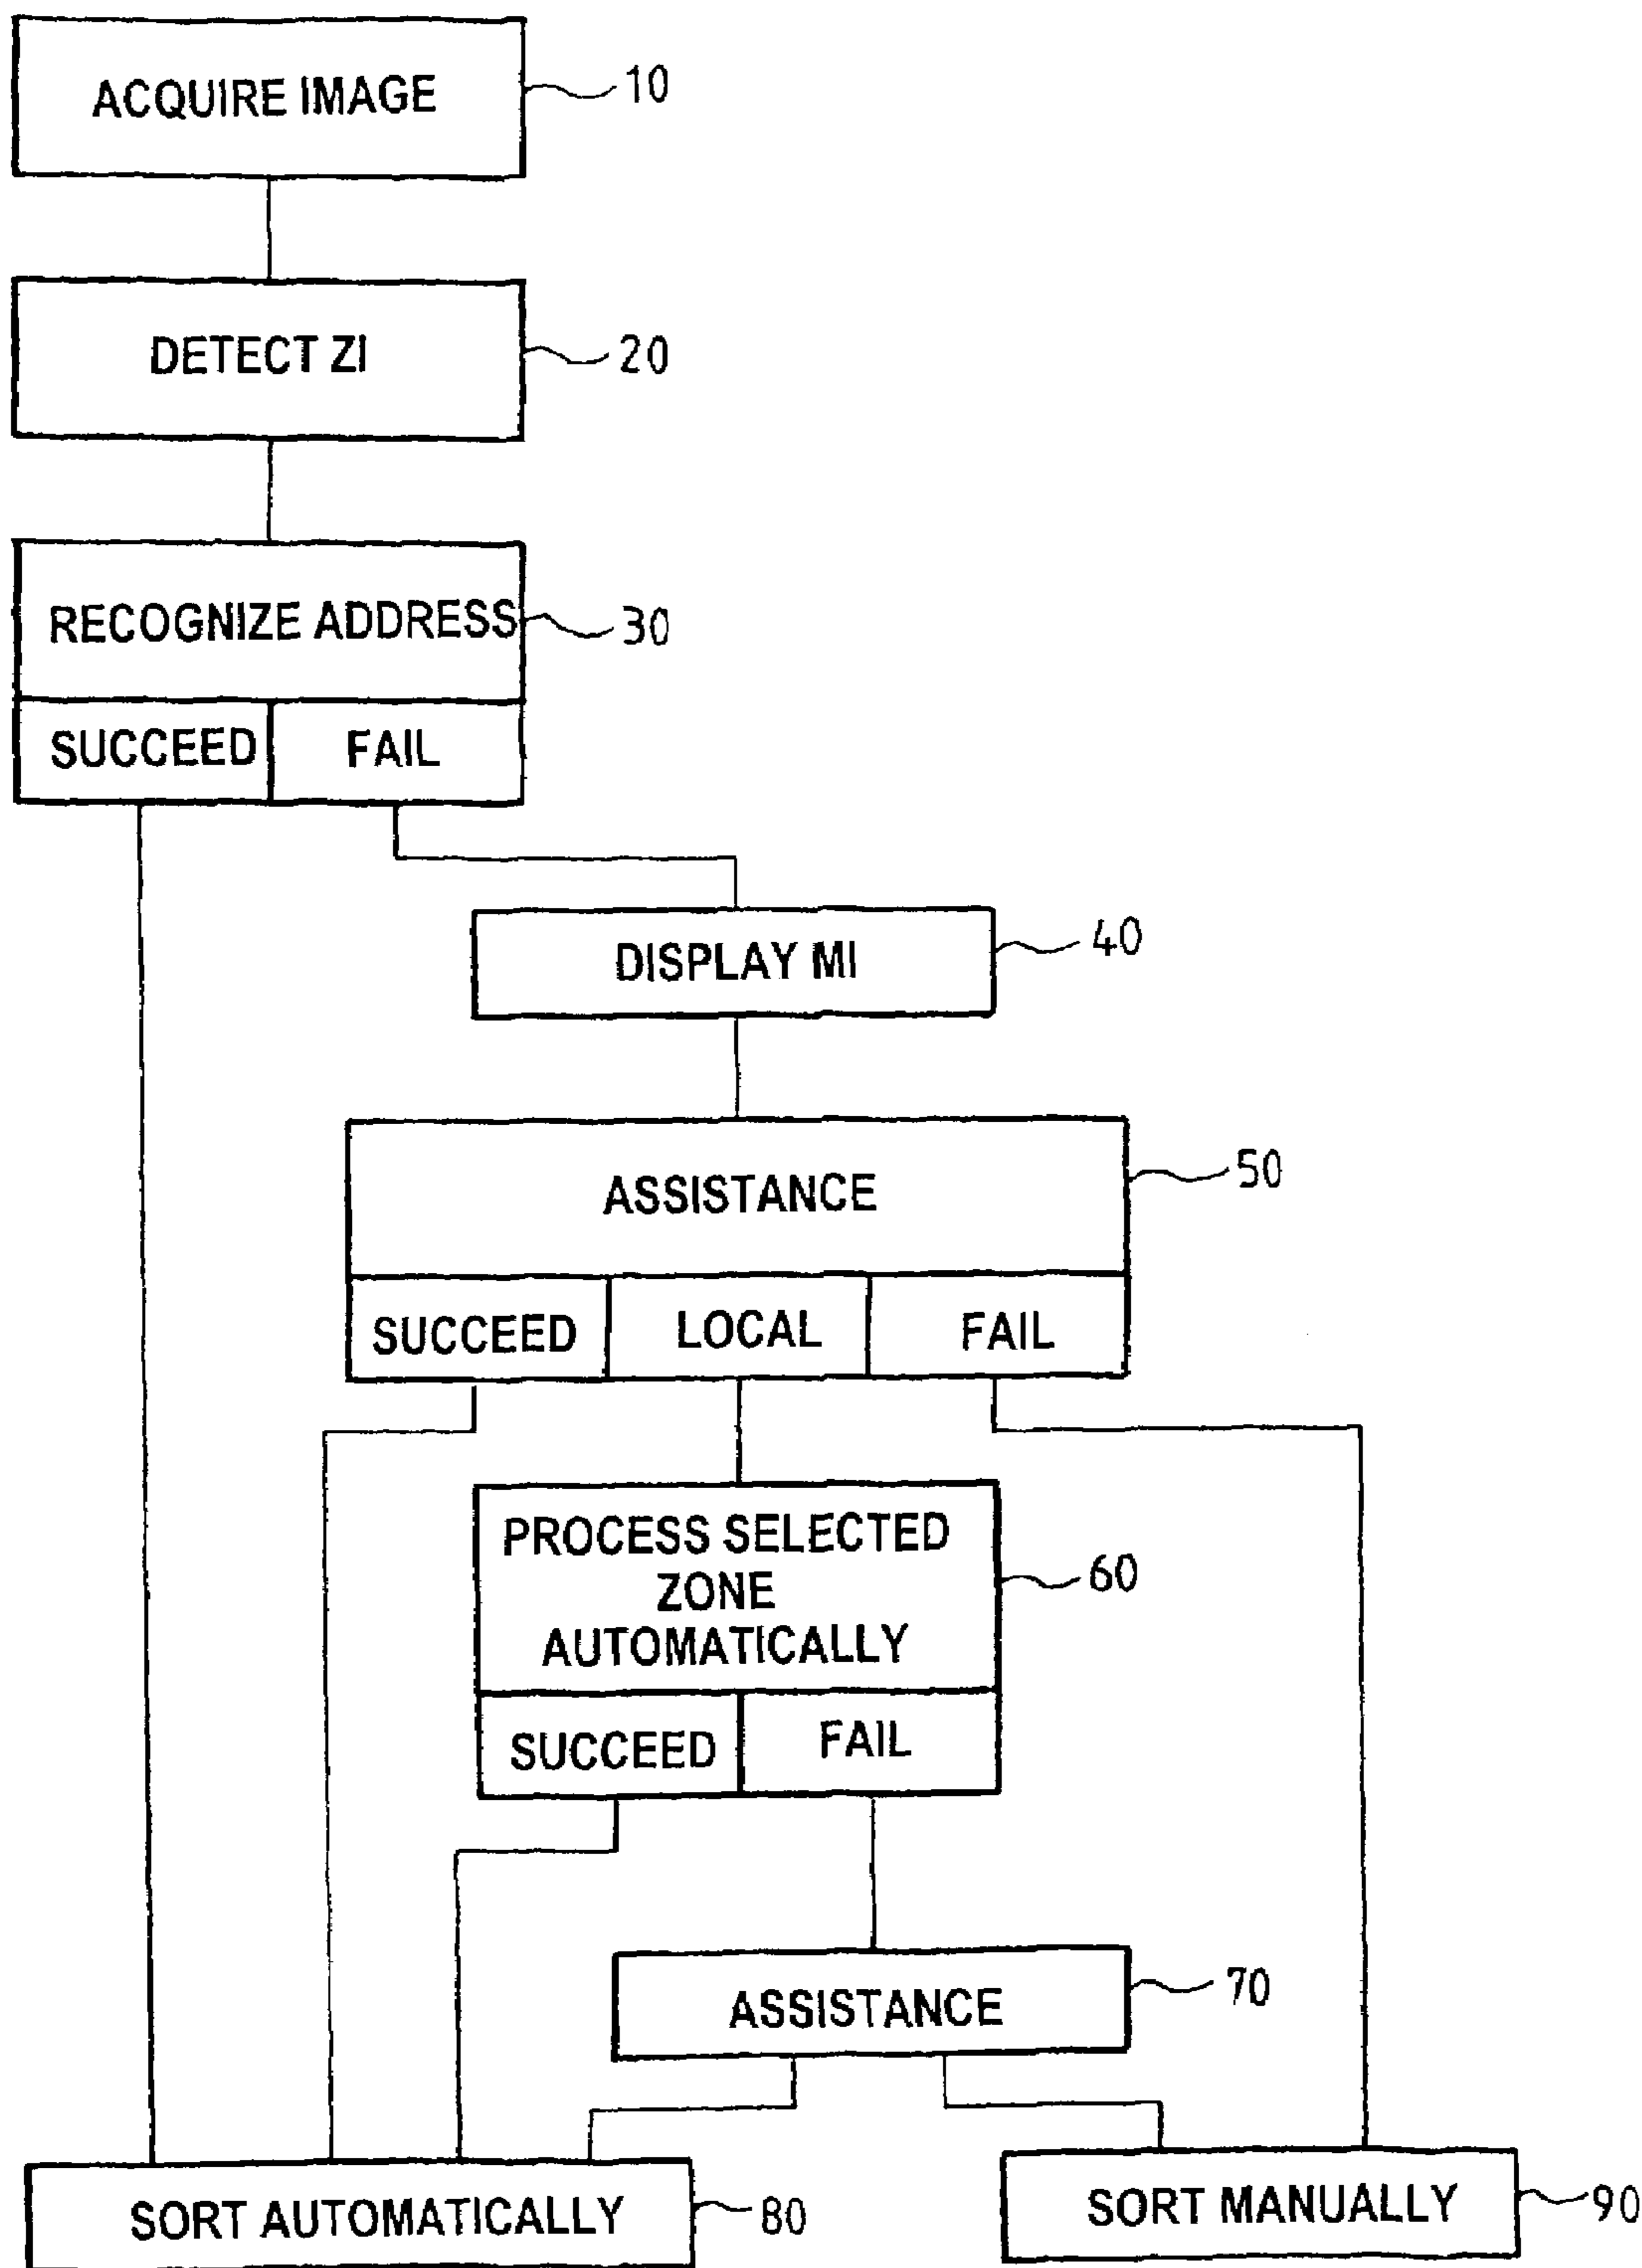 ACQUIRE IMAGE
10
DETECT ZI
20
RECOGNIZE ADDRESS
30
SUCCEED
FAIL
DISPLAY MI
40
ASSISTANCE
50
SUCCEED
LOCAL
FAIL
PROCESS SELECTED
ZONE
AUTOMATICALLY
60
SUCCEED
FAIL
ASSISTANCE
70
SORT AUTOMATICALLY
80
SORT MANUALLY
90